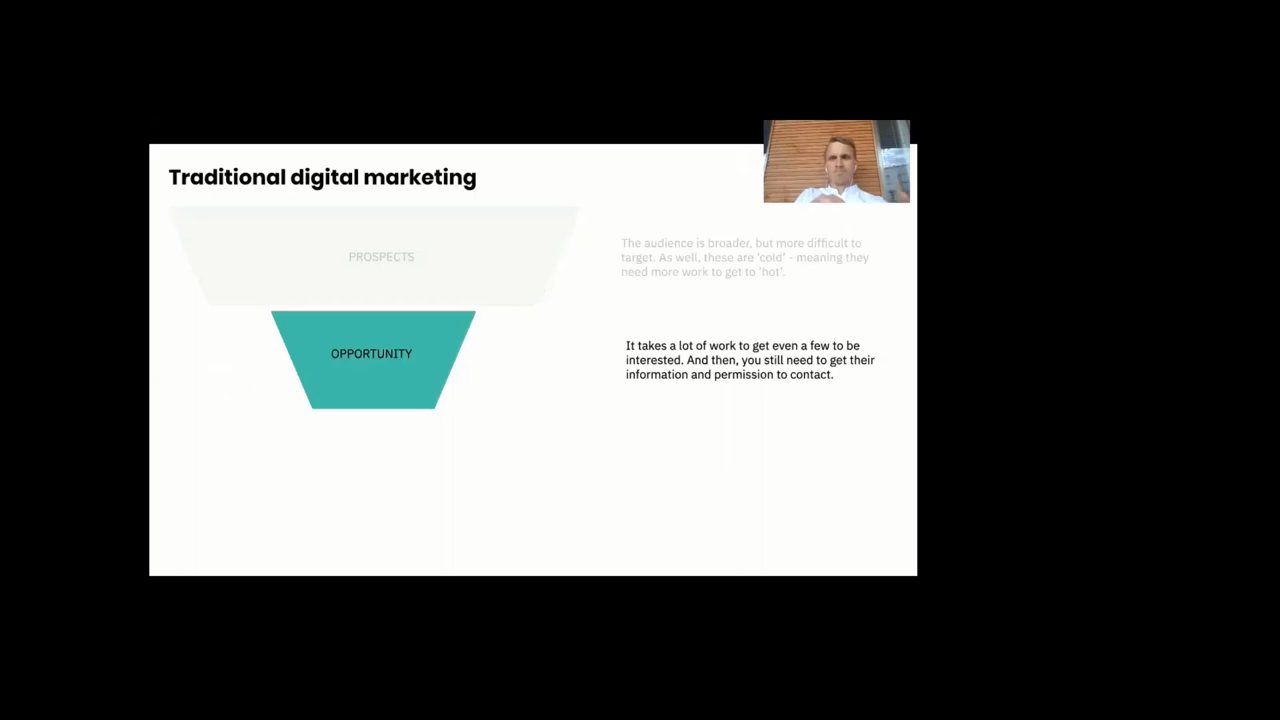 Traditional digital marketing
PROSPECTS
The audience is broader, but more difficult to
target. As well, these are 'cold' - meaning they
need more work to get to 'hot'.
OPPORTUNITY
It takes a lot of work to get even a few to be
interested. And then, you still need to get their
information and permission to contact.